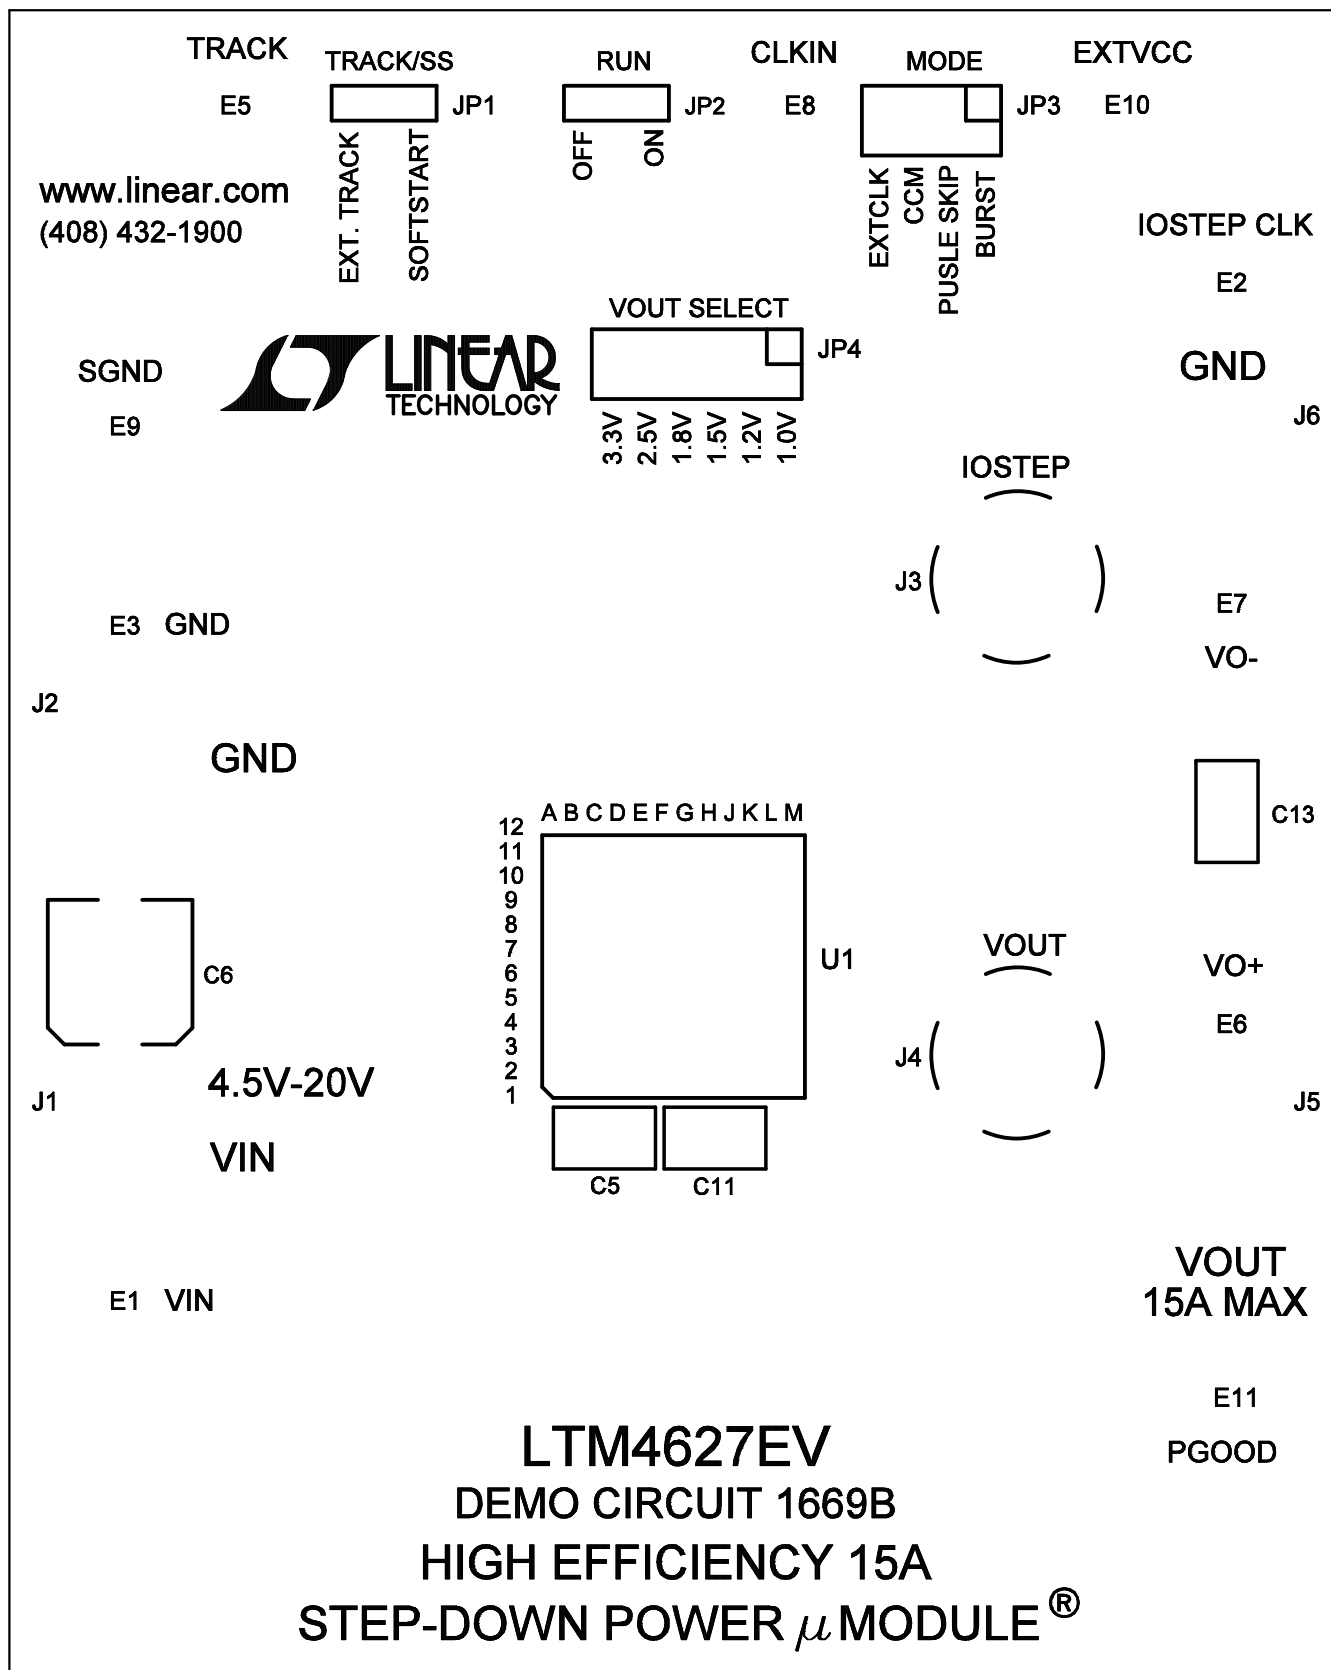 TRACK
TRACK/SS
RUN
CLKIN
MODE
EXTVCC
E5
JP1
JP2
E8
JP3
E10
EXT. TRACK
SOFTSTART
OFF
ON
EXTCLK
CCM
PUSLE SKIP
BURST
www.linear.com
(408) 432-1900
IOSTEP CLK
E2
VOUT SELECT
JP4
3.3V
2.5V
1.8V
1.5V
1.2V
1.0V
LINEAR
TECHNOLOGY
SGND
E9
GND
J6
IOSTEP
J3
E7
VO-
E3 GND
J2
GND
A B C D E F G H J K L M
12
11
10
9
8
7
6
5
4
3
2
1
U1
C13
C6
VOUT
J4
VO+
E6
4.5V-20V
J1
J5
VIN
C5
C11
VOUT
15A MAX
E1 VIN
E11
PGOOD
LTM4627EV
DEMO CIRCUIT 1669B
HIGH EFFICIENCY 15A
STEP-DOWN POWER µMODULE®